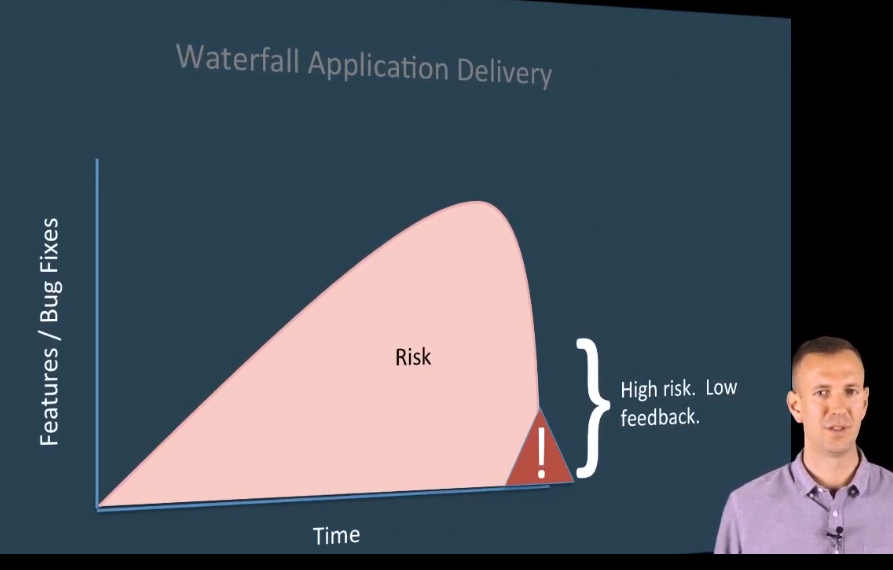 Waterfall Application Delivery
Features / Bug Fixes
Risk
High risk. Low
feedback.
!
Time